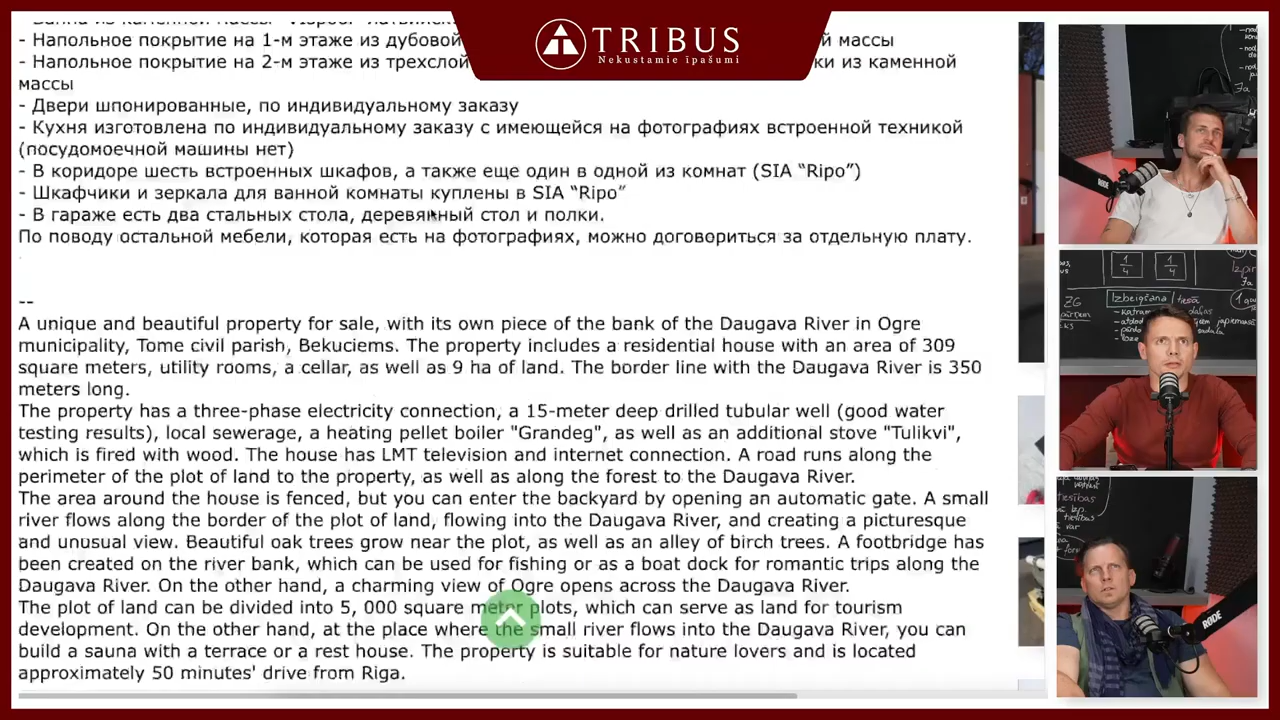 TRIBUS
Nekustamie īpašumi
- Напольное покрытие на 1-м этаже из дубовой й массы
- Напольное покрытие на 2-м этаже из трехслой ки из каменной
массы
- Двери шпонированные, по индивидуальному заказу
- Кухня изготовлена по индивидуальному заказу с имеющейся на фотографиях встроенной техникой
(посудомоечной машины нет)
- В коридоре шесть встроенных шкафов, а также еще один в одной из комнат (SIA “Ripo”)
- Шкафчики и зеркала для ванной комнаты куплены в SIA “Ripo”
- В гараже есть два стальных стола, деревянный стол и полки.
По поводу остальной мебели, которая есть на фотографиях, можно договориться за отдельную плату.
--
A unique and beautiful property for sale, with its own piece of the bank of the Daugava River in Ogre
municipality, Tome civil parish, Bekuciems. The property includes a residential house with an area of 309
square meters, utility rooms, a cellar, as well as 9 ha of land. The border line with the Daugava River is 350
meters long.
The property has a three-phase electricity connection, a 15-meter deep drilled tubular well (good water
testing results), local sewerage, a heating pellet boiler "Grandeg", as well as an additional stove "Tulikvi",
which is fired with wood. The house has LMT television and internet connection. A road runs along the
perimeter of the plot of land to the property, as well as along the forest to the Daugava River.
The area around the house is fenced, but you can enter the backyard by opening an automatic gate. A small
river flows along the border of the plot of land, flowing into the Daugava River, and creating a picturesque
and unusual view. Beautiful oak trees grow near the plot, as well as an alley of birch trees. A footbridge has
been created on the river bank, which can be used for fishing or as a boat dock for romantic trips along the
Daugava River. On the other hand, a charming view of Ogre opens across the Daugava River.
The plot of land can be divided into 5, 000 square meter plots, which can serve as land for tourism
development. On the other hand, at the place where the small river flows into the Daugava River, you can
build a sauna with a terrace or a rest house. The property is suitable for nature lovers and is located
approximately 50 minutes' drive from Riga.
RODE
1/4 1/4
ZG
Izbeigšana
RODE
RODE